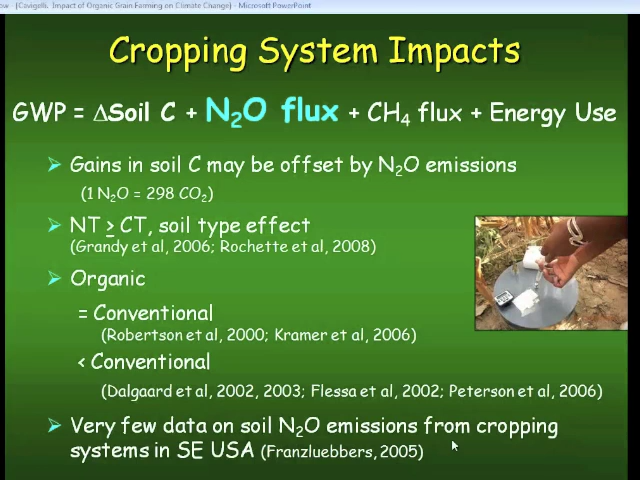 ow - [Cavigelli. Impact of Organic Grain Farming on Climate Change] - Microsoft PowerPoint
Cropping System Impacts
GWP = ∆Soil C + N₂O flux + CH₄ flux + Energy Use
➢ Gains in soil C may be offset by N₂O emissions
(1 N₂O = 298 CO₂)
➢ NT ≥ CT, soil type effect
(Grandy et al, 2006; Rochette et al, 2008)
➢ Organic
= Conventional
(Robertson et al, 2000; Kramer et al, 2006)
< Conventional
(Dalgaard et al, 2002, 2003; Flessa et al, 2002; Peterson et al, 2006)
➢ Very few data on soil N₂O emissions from cropping
systems in SE USA (Franzluebbers, 2005)